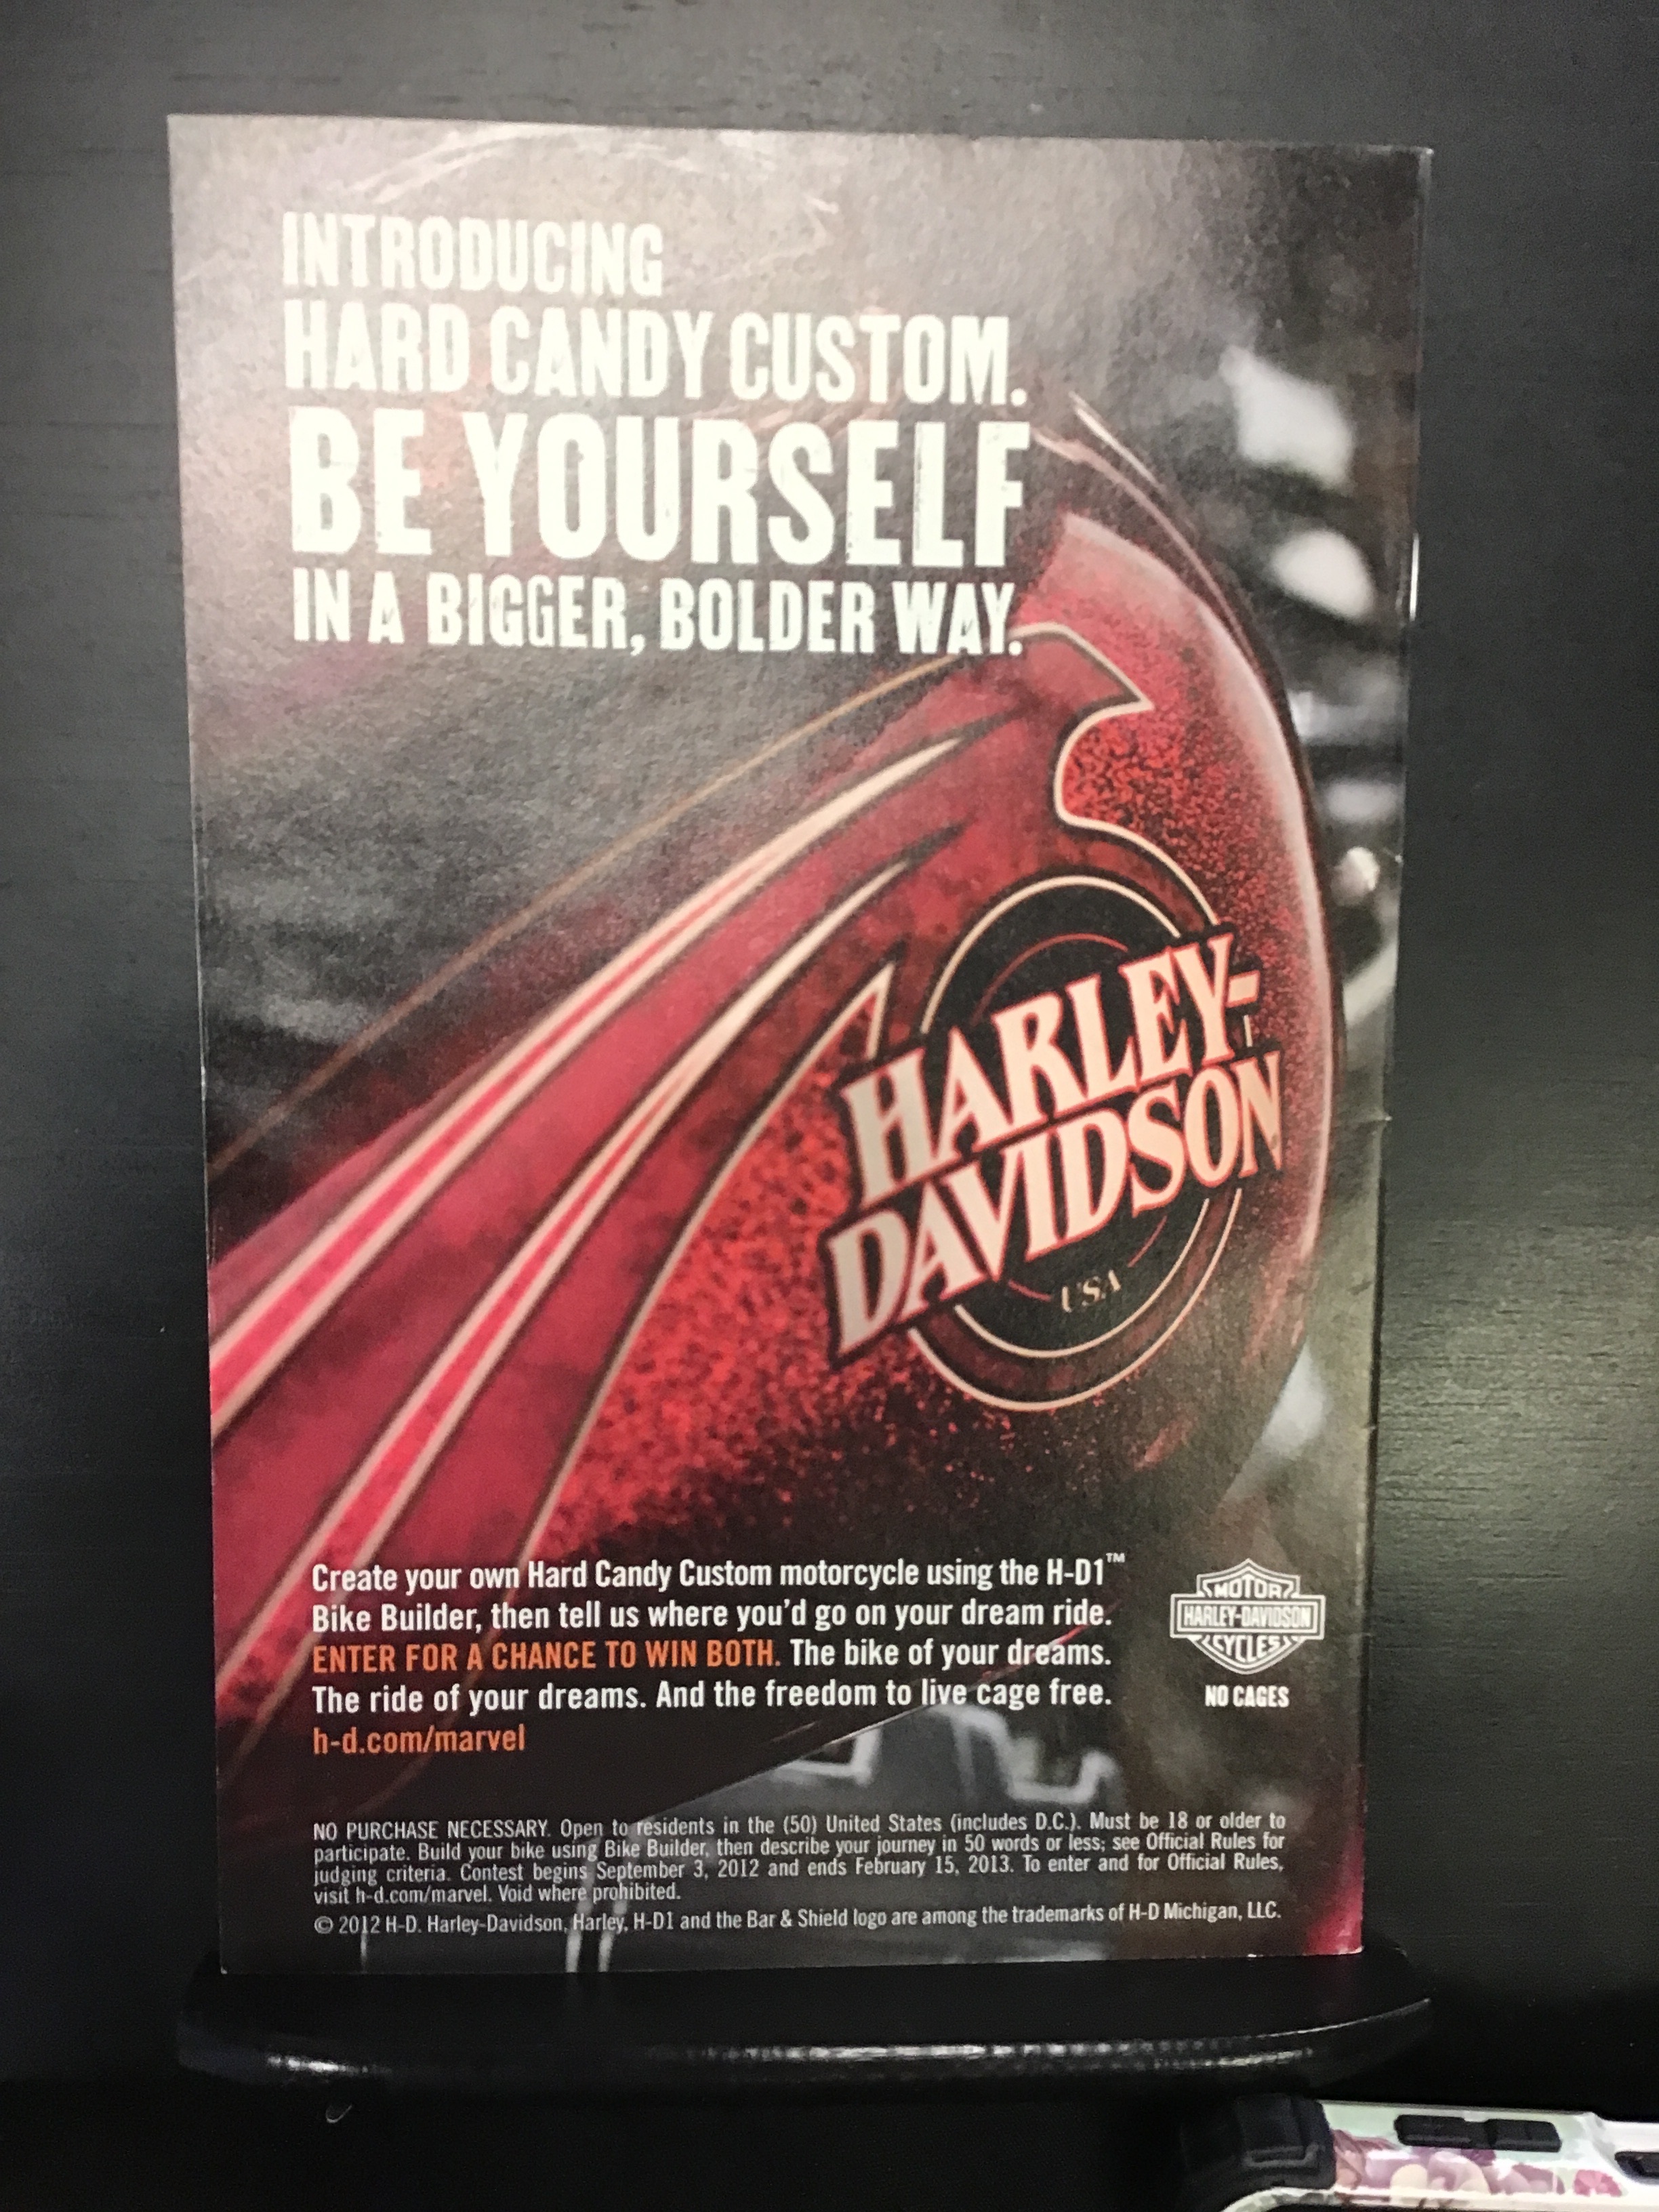 INTRODUCING
HARD CANDY CUSTOM.
BE YOURSELF
IN A BIGGER, BOLDER WAY.
HARLEY-
DAVIDSON
USA
Create your own Hard Candy Custom motorcycle using the H-D1™
Bike Builder, then tell us where you'd go on your dream ride.
ENTER FOR A CHANCE TO WIN BOTH. The bike of your dreams.
The ride of your dreams. And the freedom to live cage free.
h-d.com/marvel
MOTOR
HARLEY-DAVIDSON
CYCLES
NO CAGES
NO PURCHASE NECESSARY. Open to residents in the (50) United States (includes D.C.). Must be 18 or older to
participate. Build your bike using Bike Builder, then describe your journey in 50 words or less; see Official Rules for
judging criteria. Contest begins September 3, 2012 and ends February 15, 2013. To enter and for Official Rules,
visit h-d.com/marvel. Void where prohibited.
© 2012 H-D. Harley-Davidson, Harley, H-D1 and the Bar & Shield logo are among the trademarks of H-D Michigan, LLC.